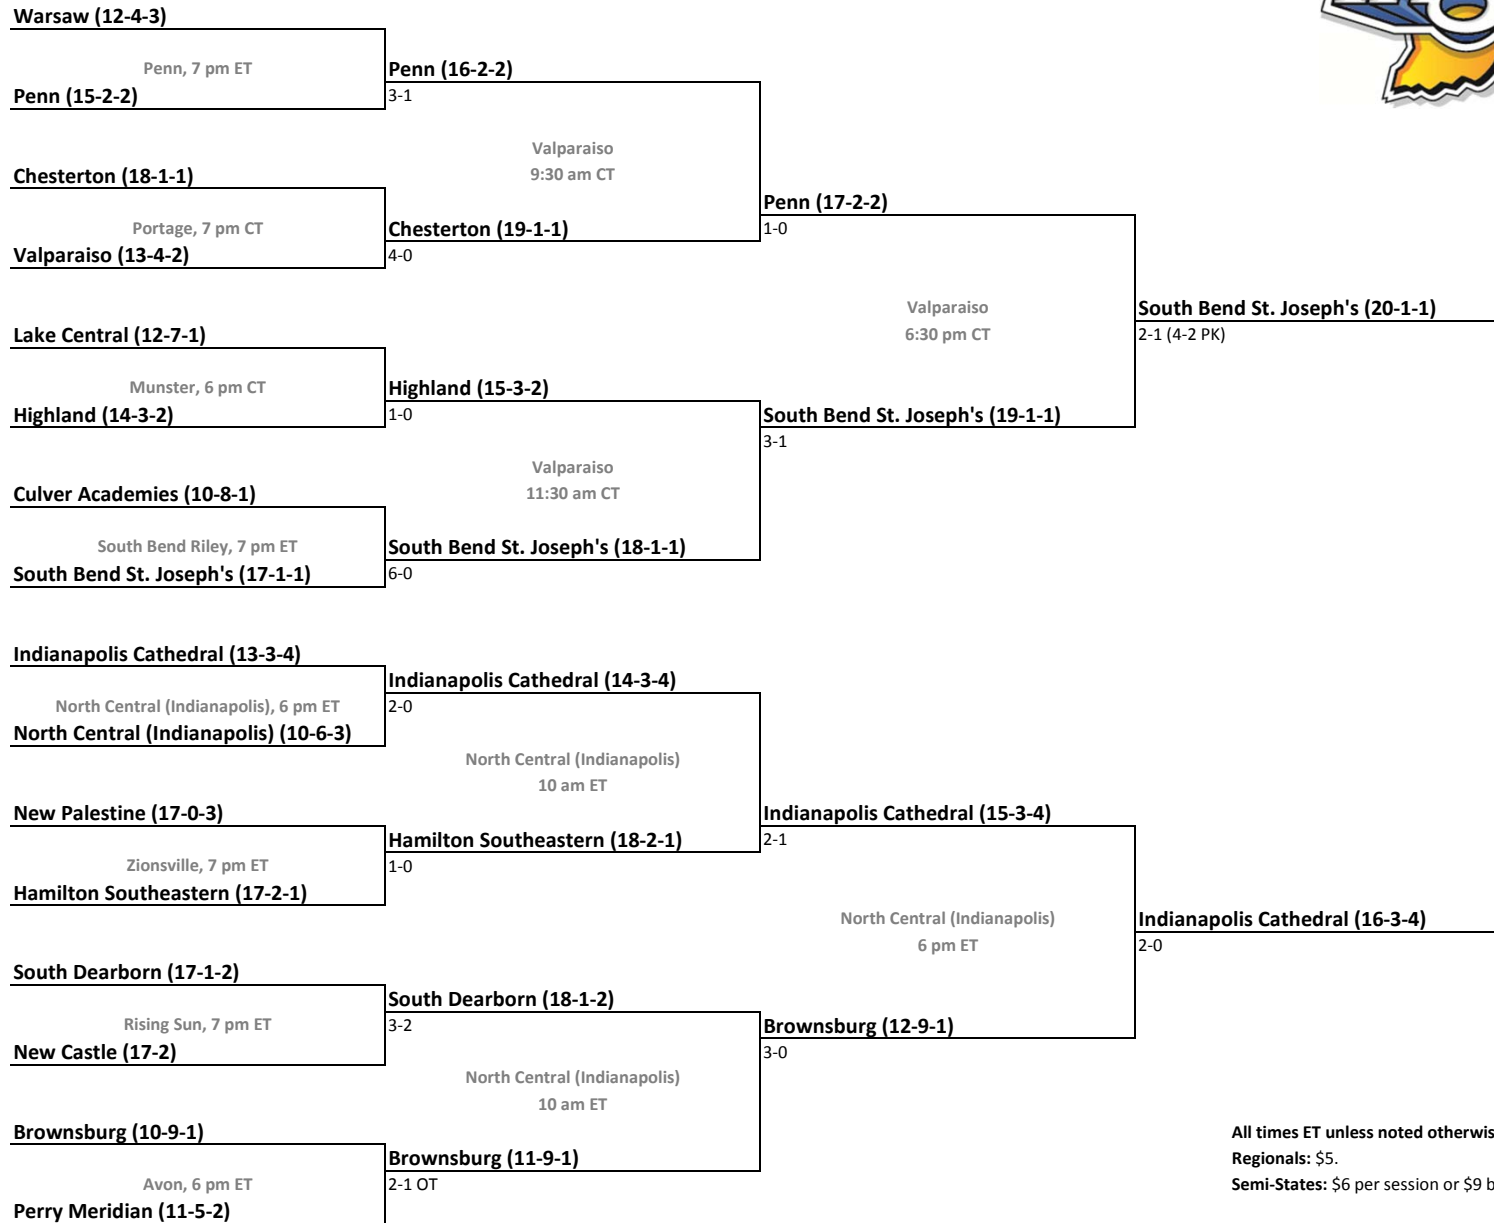 Warsaw (12-4-3)
Penn, 7 pm ET
Penn (15-2-2)
Penn (16-2-2)
3-1
Chesterton (18-1-1)
Portage, 7 pm CT
Valparaiso (13-4-2)
Chesterton (19-1-1)
4-0
Valparaiso
9:30 am CT
Penn (17-2-2)
1-0
Lake Central (12-7-1)
Munster, 6 pm CT
Highland (14-3-2)
Highland (15-3-2)
1-0
Culver Academies (10-8-1)
South Bend Riley, 7 pm ET
South Bend St. Joseph's (17-1-1)
South Bend St. Joseph's (18-1-1)
6-0
Valparaiso
11:30 am CT
South Bend St. Joseph's (19-1-1)
3-1
Valparaiso
6:30 pm CT
South Bend St. Joseph's (20-1-1)
2-1 (4-2 PK)
Indianapolis Cathedral (13-3-4)
North Central (Indianapolis), 6 pm ET
North Central (Indianapolis) (10-6-3)
Indianapolis Cathedral (14-3-4)
2-0
New Palestine (17-0-3)
Zionsville, 7 pm ET
Hamilton Southeastern (17-2-1)
Hamilton Southeastern (18-2-1)
1-0
North Central (Indianapolis)
10 am ET
Indianapolis Cathedral (15-3-4)
2-1
South Dearborn (17-1-2)
Rising Sun, 7 pm ET
New Castle (17-2)
South Dearborn (18-1-2)
3-2
Brownsburg (10-9-1)
Avon, 6 pm ET
Perry Meridian (11-5-2)
Brownsburg (11-9-1)
2-1 OT
North Central (Indianapolis)
10 am ET
Brownsburg (12-9-1)
3-0
North Central (Indianapolis)
6 pm ET
Indianapolis Cathedral (16-3-4)
2-0
All times ET unless noted otherwis
Regionals: $5.
Semi-States: $6 per session or $9 b